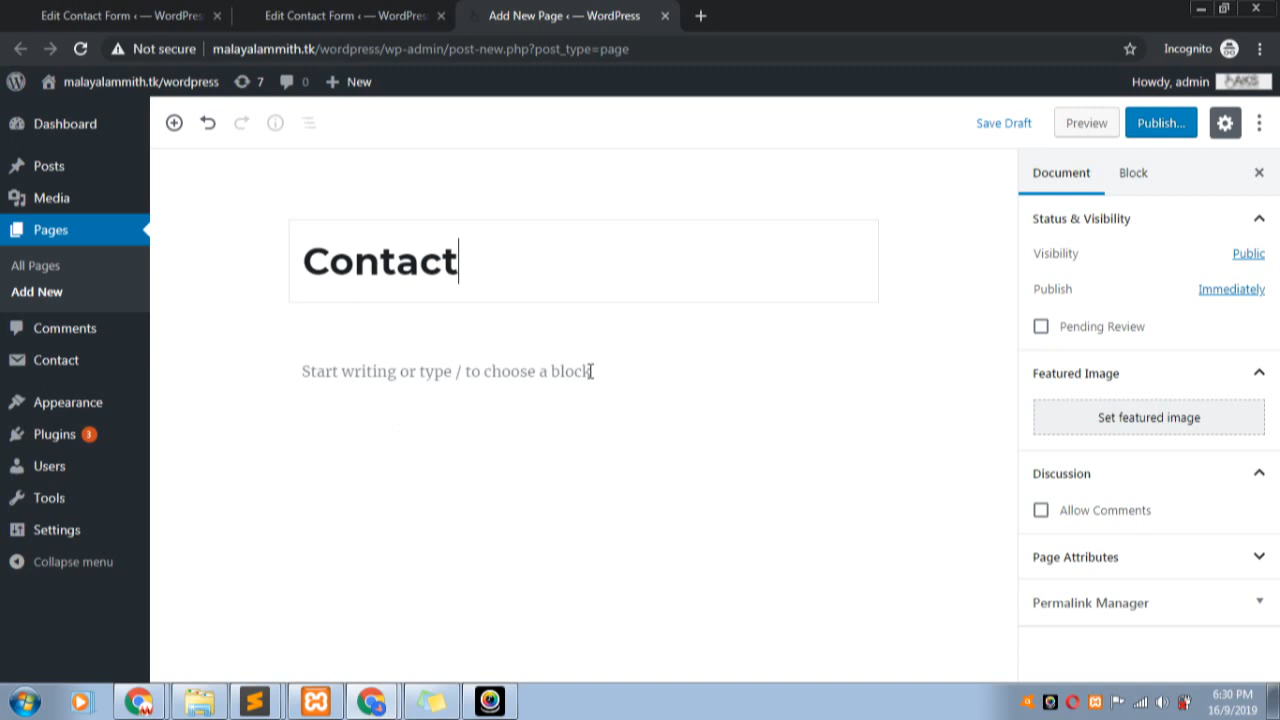 Edit Contact Form ‹ — WordPres
Edit Contact Form ‹ — WordPres
Add New Page ‹ — WordPress
Not secure
malayalammith.tk/wordpress/wp-admin/post-new.php?post_type=page
Incognito
malayalammith.tk/wordpress
7
0
New
Howdy, admin
Dashboard
Posts
Media
Pages
All Pages
Add New
Comments
Contact
Appearance
Plugins 3
Users
Tools
Settings
Collapse menu
Save Draft
Preview
Publish...
Contact
Start writing or type / to choose a block
Document
Block
Status & Visibility
Visibility
Public
Publish
Immediately
Pending Review
Featured Image
Set featured image
Discussion
Allow Comments
Page Attributes
Permalink Manager
6:30 PM
16/9/2019